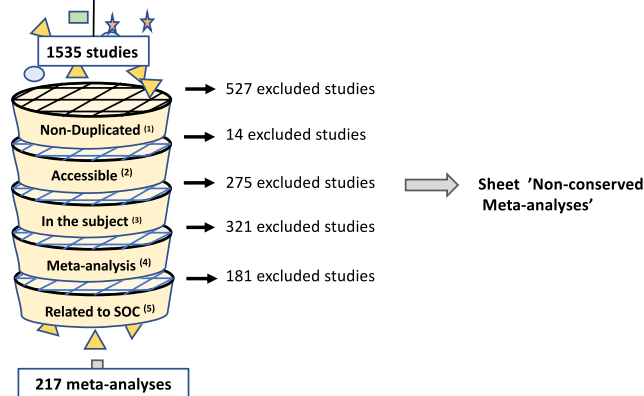 1535 studies
527 excluded studies
Non-Duplicated (1)
14 excluded studies
Accessible (2)
275 excluded studies
Sheet 'Non-conserved
Meta-analyses'
In the subject (3)
321 excluded studies
Meta-analysis (4)
181 excluded studies
Related to SOC (5)
217 meta-analyses